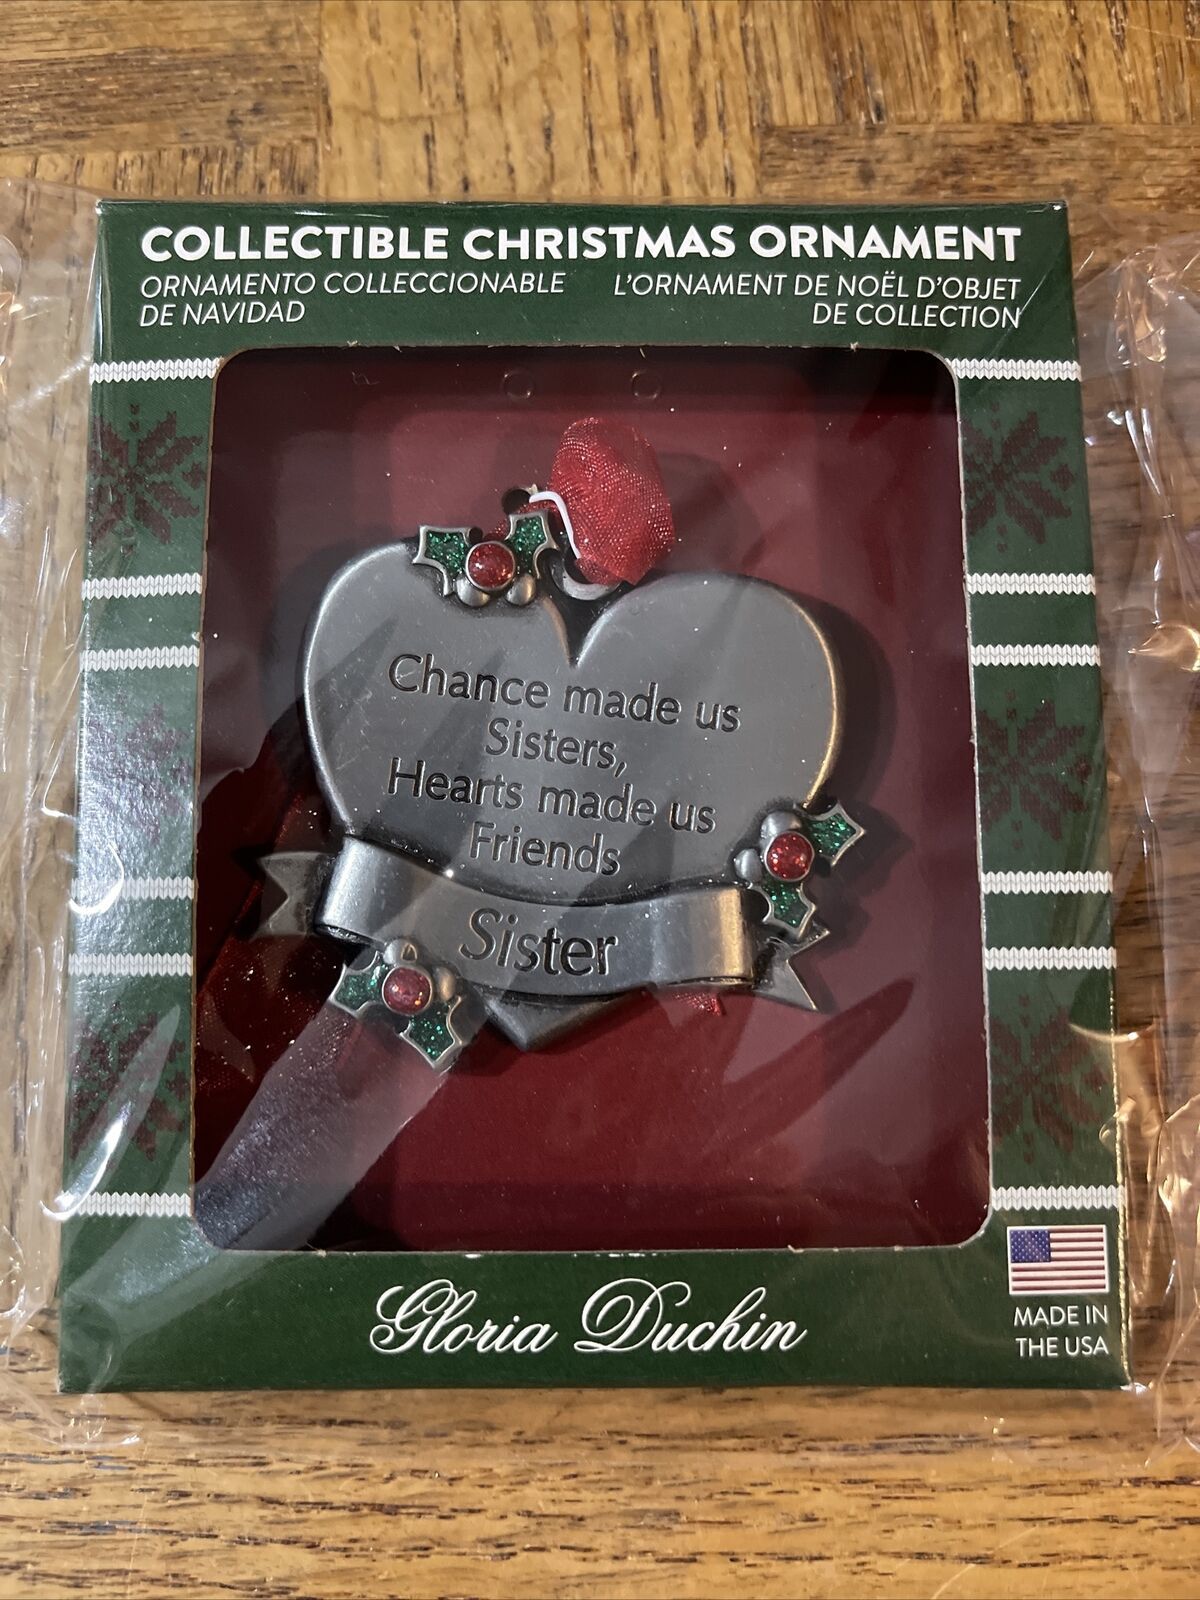 COLLECTIBLE CHRISTMAS ORNAMENT
ORNAMENTO COLLECCIONABLE
DE NAVIDAD
L'ORNAMENT DE NOËL D'OBJET
DE COLLECTION
Chance made us
Sisters,
Hearts made us
Friends
Sister
Gloria Duchin
MADE IN
THE USA